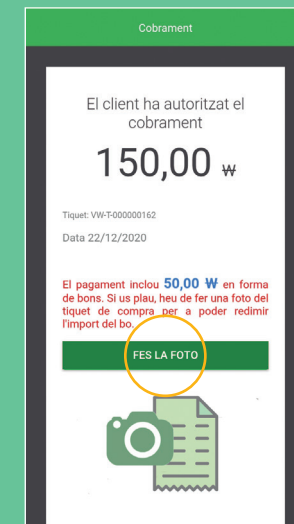 Cobrament
El client ha autoritzat el
cobrament
150,00 ₩
Tiquet: VW-T-000000162
Data 22/12/2020
El pagament inclou 50,00 ₩ en forma
de bons. Si us plau, heu de fer una foto del
tiquet de compra per a poder redimir
l'import del bo.
FES LA FOTO